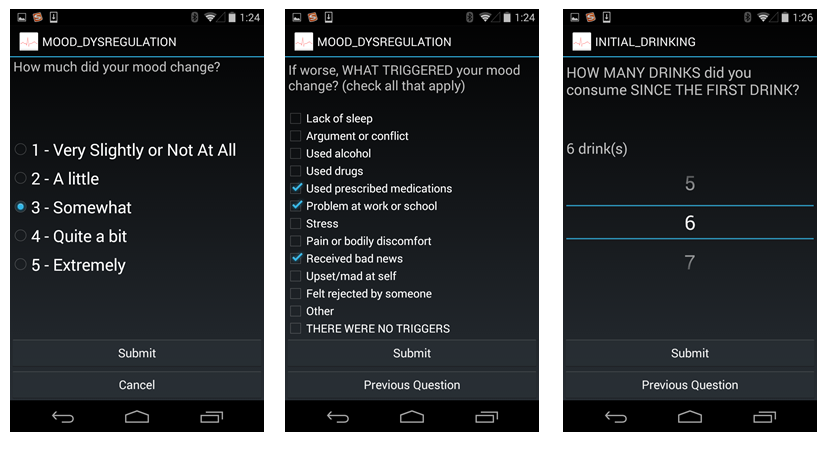 1:24
MOOD_DYSREGULATION
How much did your mood change?
1 - Very Slightly or Not At All
2 - A little
3 - Somewhat
4 - Quite a bit
5 - Extremely
Submit
Cancel
1:24
MOOD_DYSREGULATION
If worse, WHAT TRIGGERED your mood
change? (check all that apply)
Lack of sleep
Argument or conflict
Used alcohol
Used drugs
Used prescribed medications
Problem at work or school
Stress
Pain or bodily discomfort
Received bad news
Upset/mad at self
Felt rejected by someone
Other
THERE WERE NO TRIGGERS
Submit
Previous Question
1:26
INITIAL_DRINKING
HOW MANY DRINKS did you
consume SINCE THE FIRST DRINK?
6 drink(s)
5
6
7
Submit
Previous Question